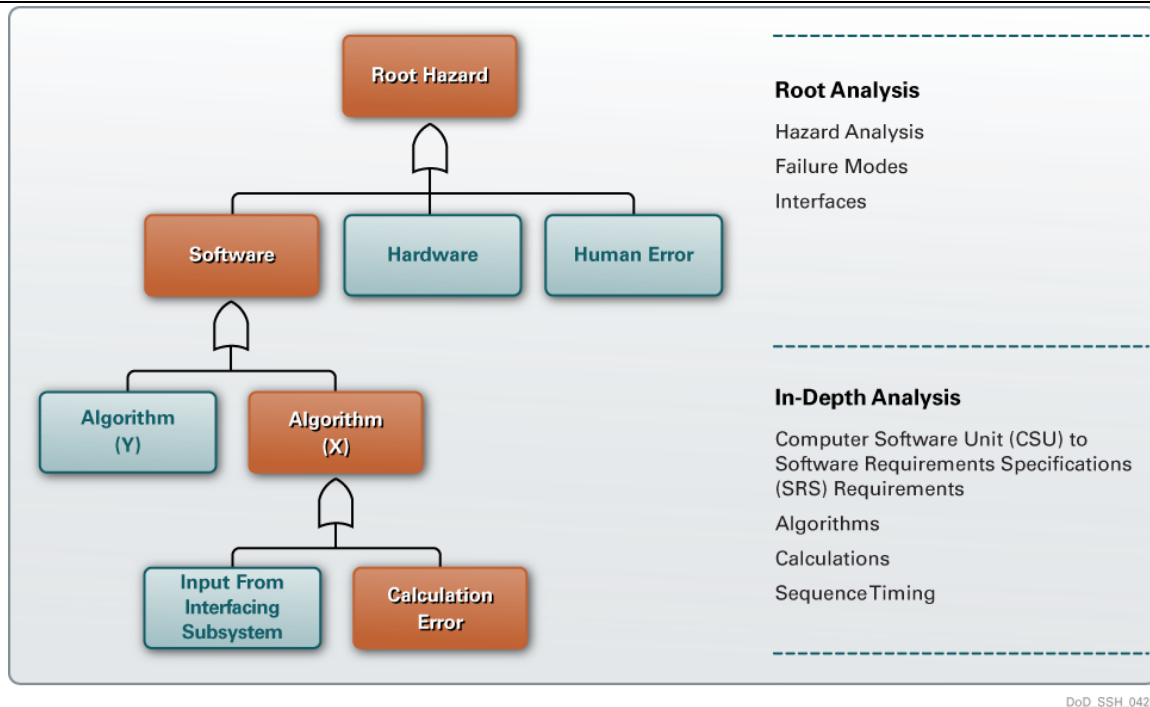 Root Hazard
Software
Hardware
Human Error
Algorithm
(Y)
Algorithm
(X)
Input From
Interfacing
Subsystem
Calculation
Error
Root Analysis
Hazard Analysis
Failure Modes
Interfaces
In-Depth Analysis
Computer Software Unit (CSU) to
Software Requirements Specifications
(SRS) Requirements
Algorithms
Calculations
Sequence Timing
DoD_SSH_042